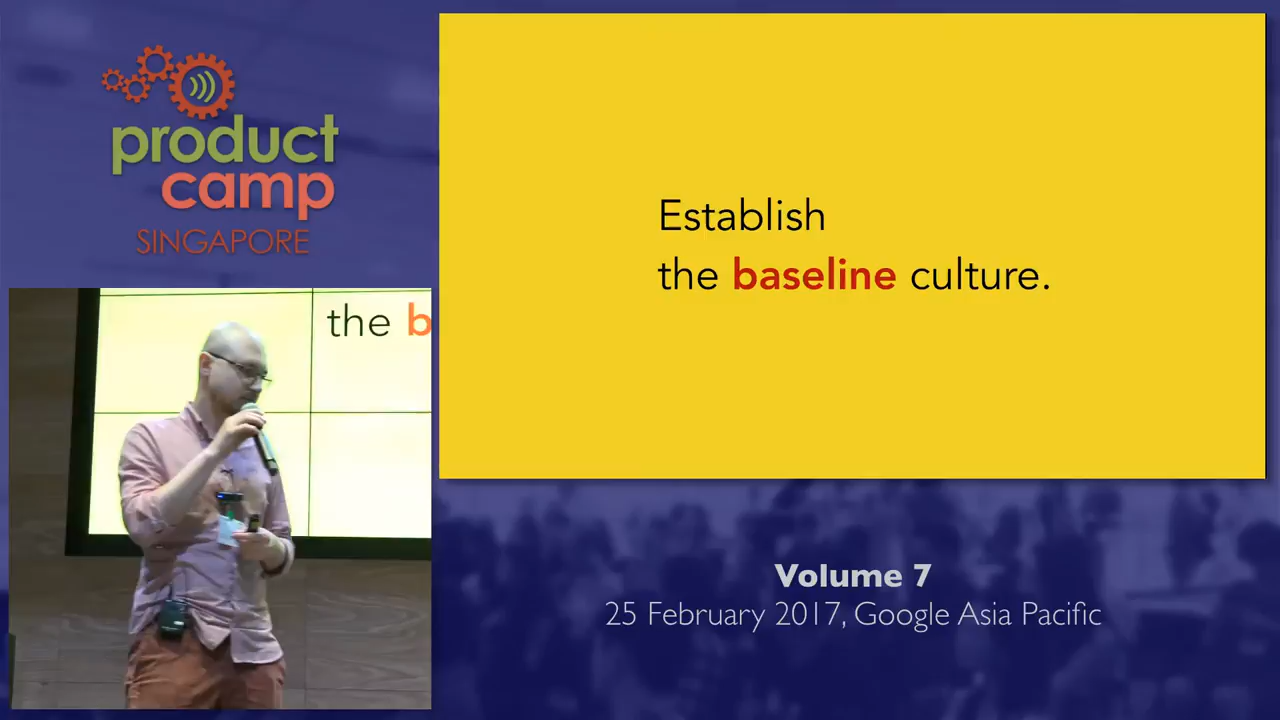 product
camp
SINGAPORE
the b
Establish
the baseline culture.
Volume 7
25 February 2017, Google Asia Pacific